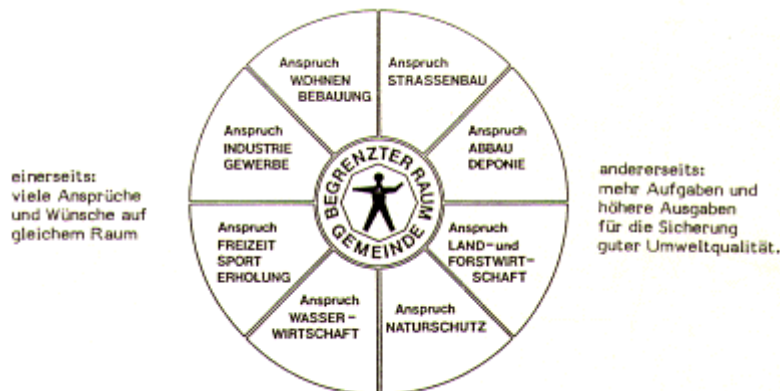 Anspruch
WOHNEN
BEBAUUNG
Anspruch
STRASSENBAU
Anspruch
INDUSTRIE
GEWERBE
Anspruch
ABBAU
DEPONIE
einerseits:
viele Ansprüche
und Wünsche auf
gleichem Raum
BEGRENZTER RAUM
GEMEINDE
andererseits:
mehr Aufgaben und
höhere Ausgaben
für die Sicherung
guter Umweltqualität.
Anspruch
FREIZEIT
SPORT
ERHOLUNG
Anspruch
LAND- und
FORSTWIRT-
SCHAFT
Anspruch
WASSER-
WIRTSCHAFT
Anspruch
NATURSCHUTZ